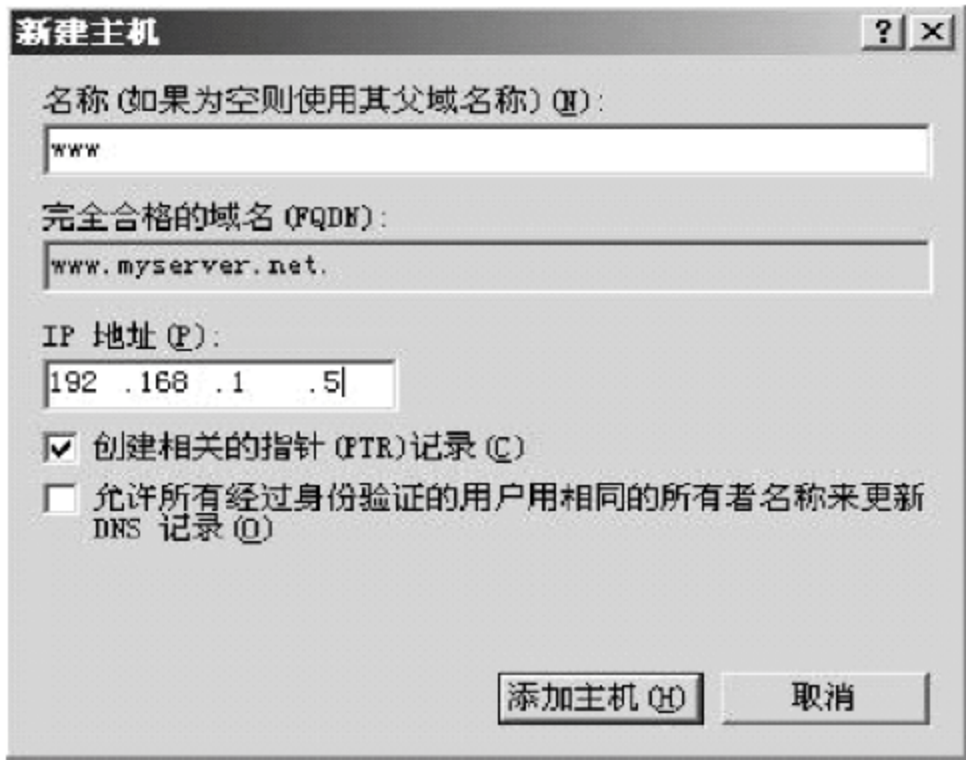 新建主机
名称(如果为空则使用其父域名称)(N):
www
完全合格的域名(FQDN):
www.myserver.net.
IP 地址(P):
192 .168 .1 .5
创建相关的指针(PTR)记录(C)
允许所有经过身份验证的用户用相同的所有者名称来更新
DNS 记录(O)
添加主机(H) 取消